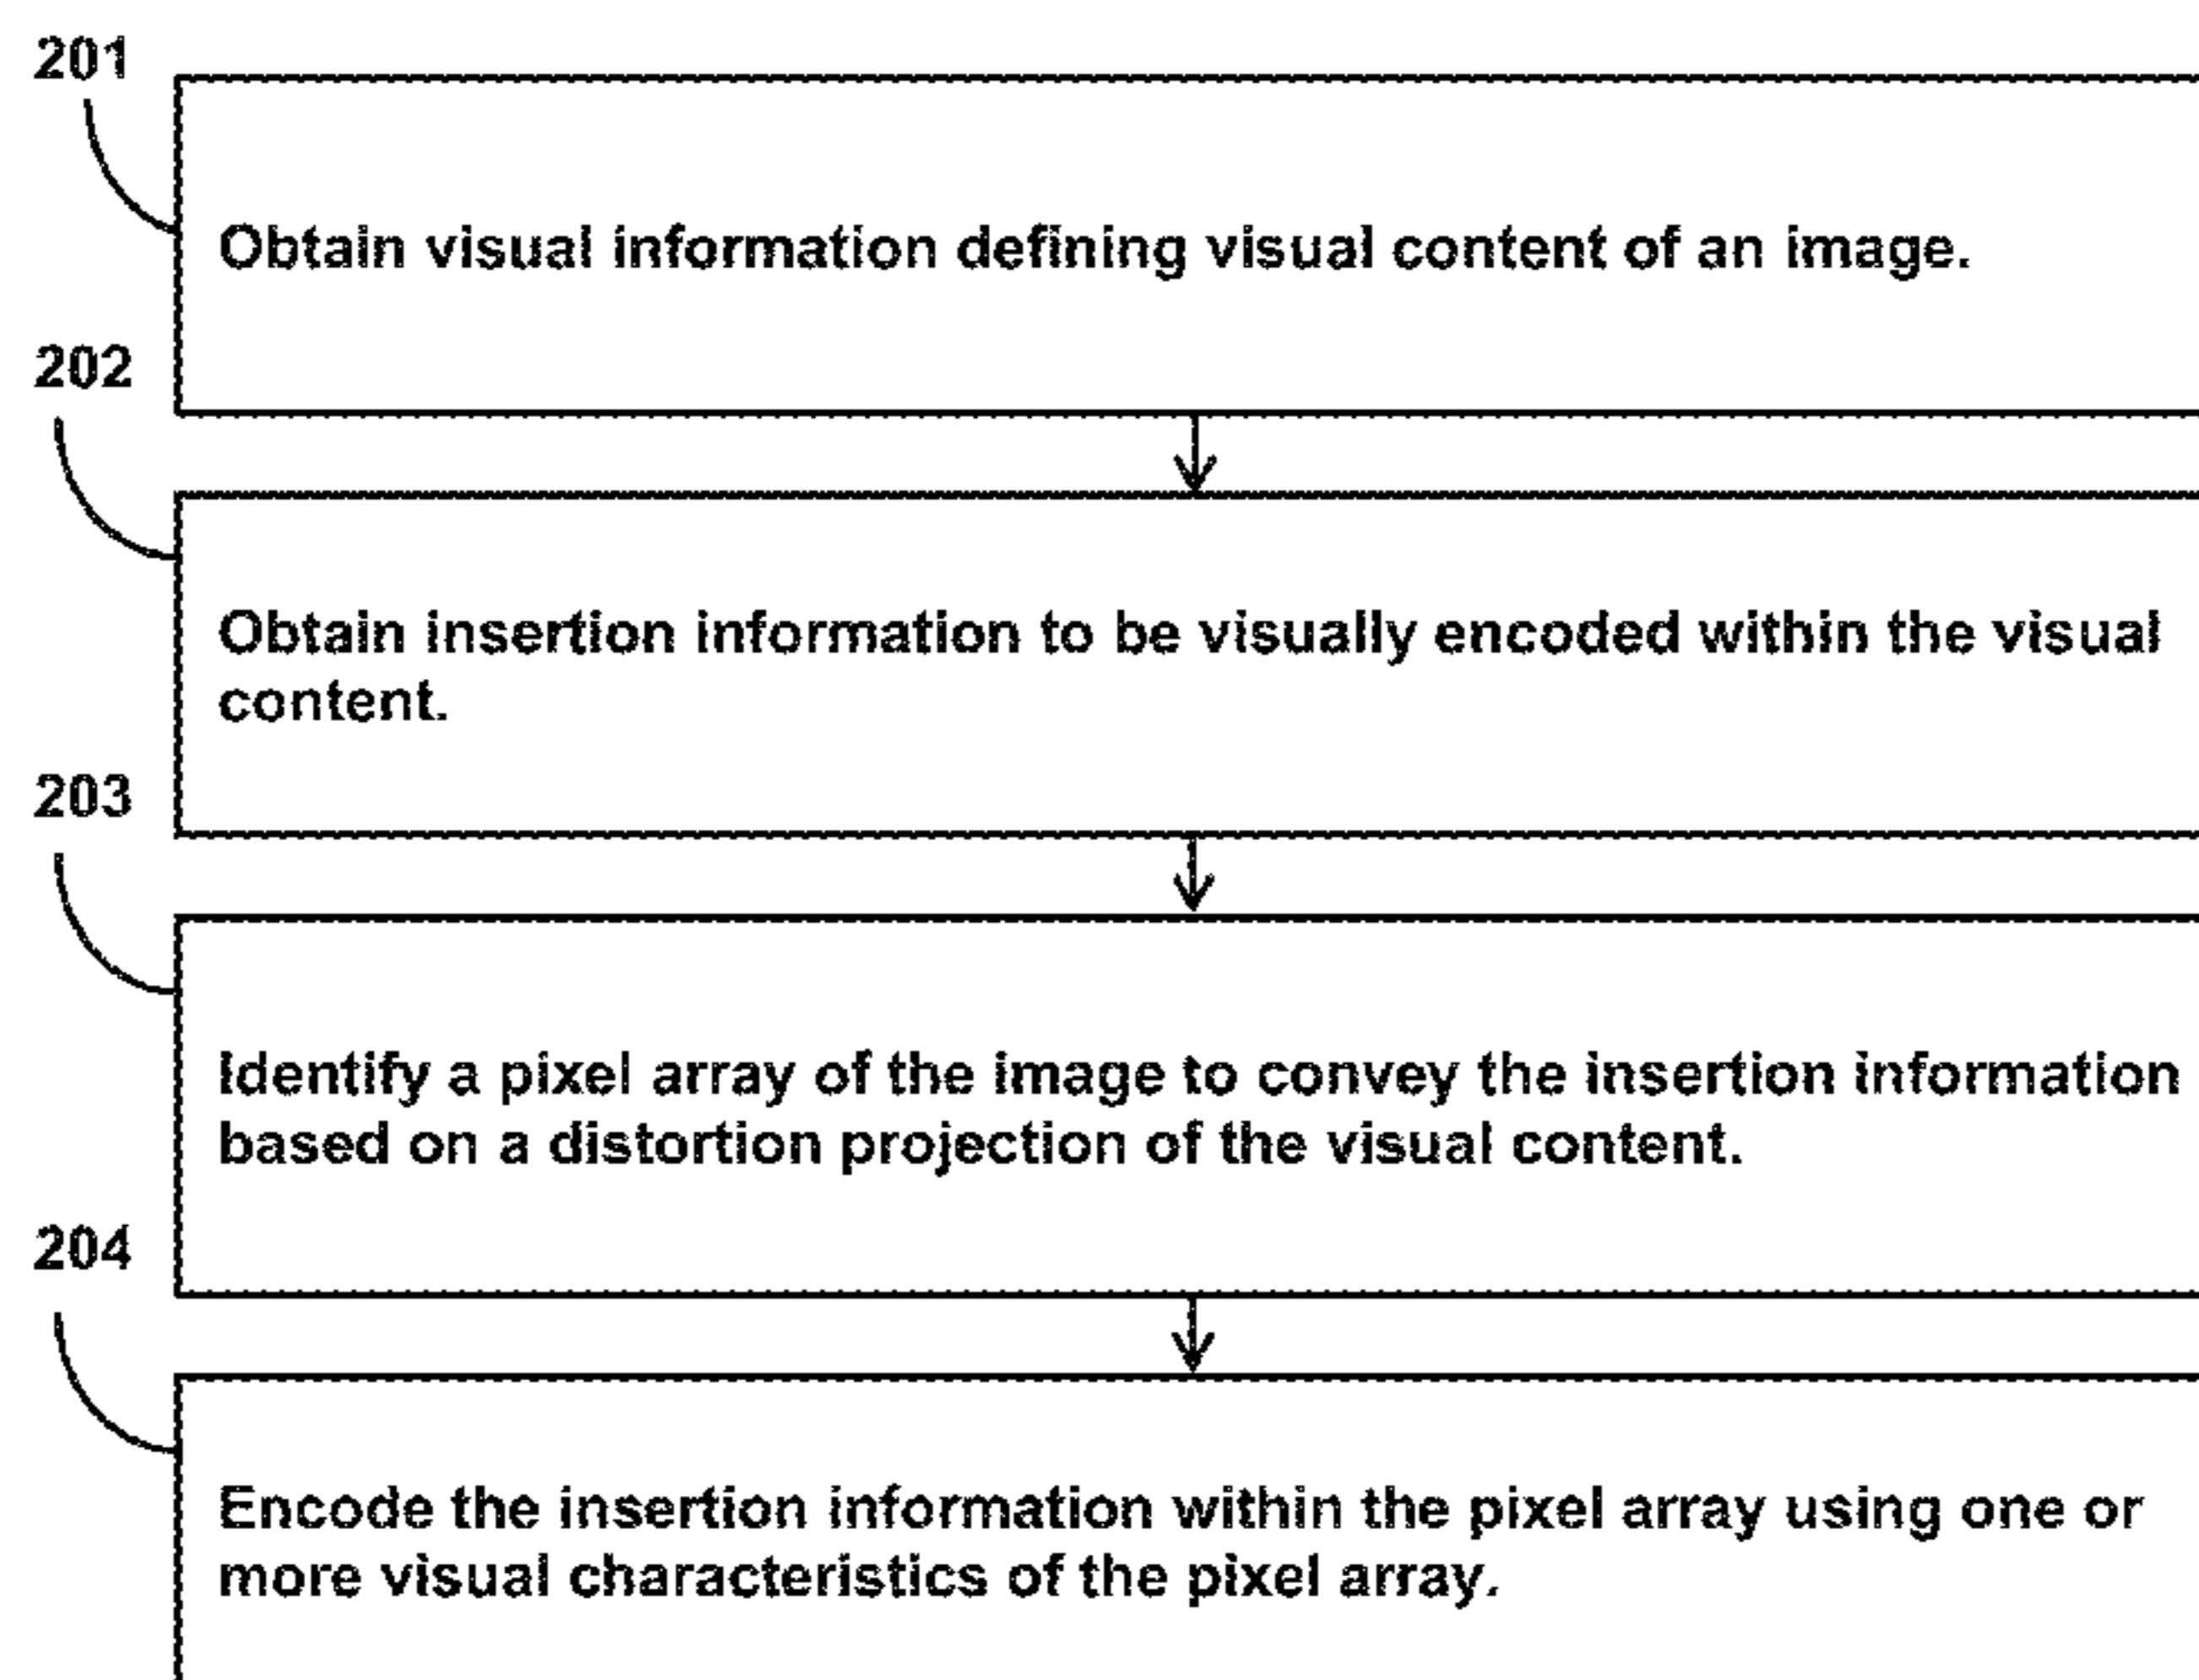 201
Obtain visual information defining visual content of an image.
202
Obtain insertion information to be visually encoded within the visual
content.
203
Identify a pixel array of the image to convey the insertion information
based on a distortion projection of the visual content.
204
Encode the insertion information within the pixel array using one or
more visual characteristics of the pixel array.